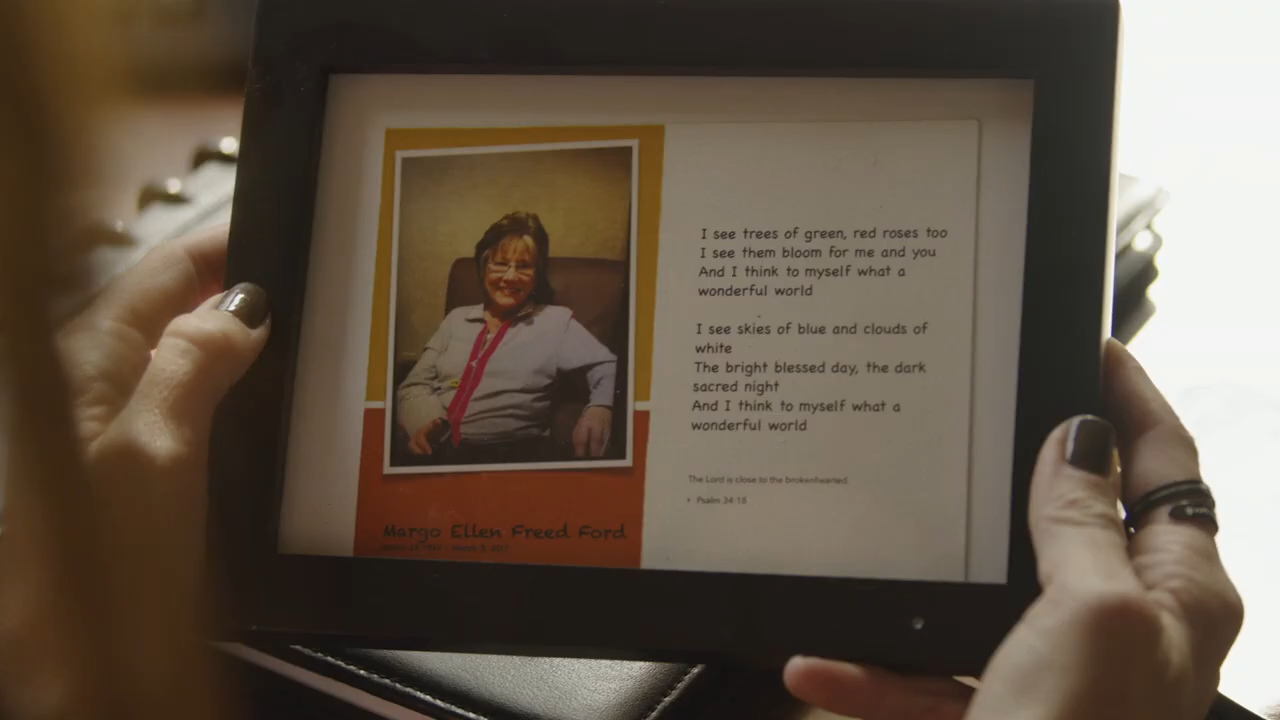 I see trees of green, red roses too
I see them bloom for me and you
And I think to myself what a
wonderful world
I see skies of blue and clouds of
white
The bright blessed day, the dark
sacred night
And I think to myself what a
wonderful world
The Lord is close to the brokenhearted.
• Psalm 34:18
Margo Ellen Freed Ford
March 3, 2017